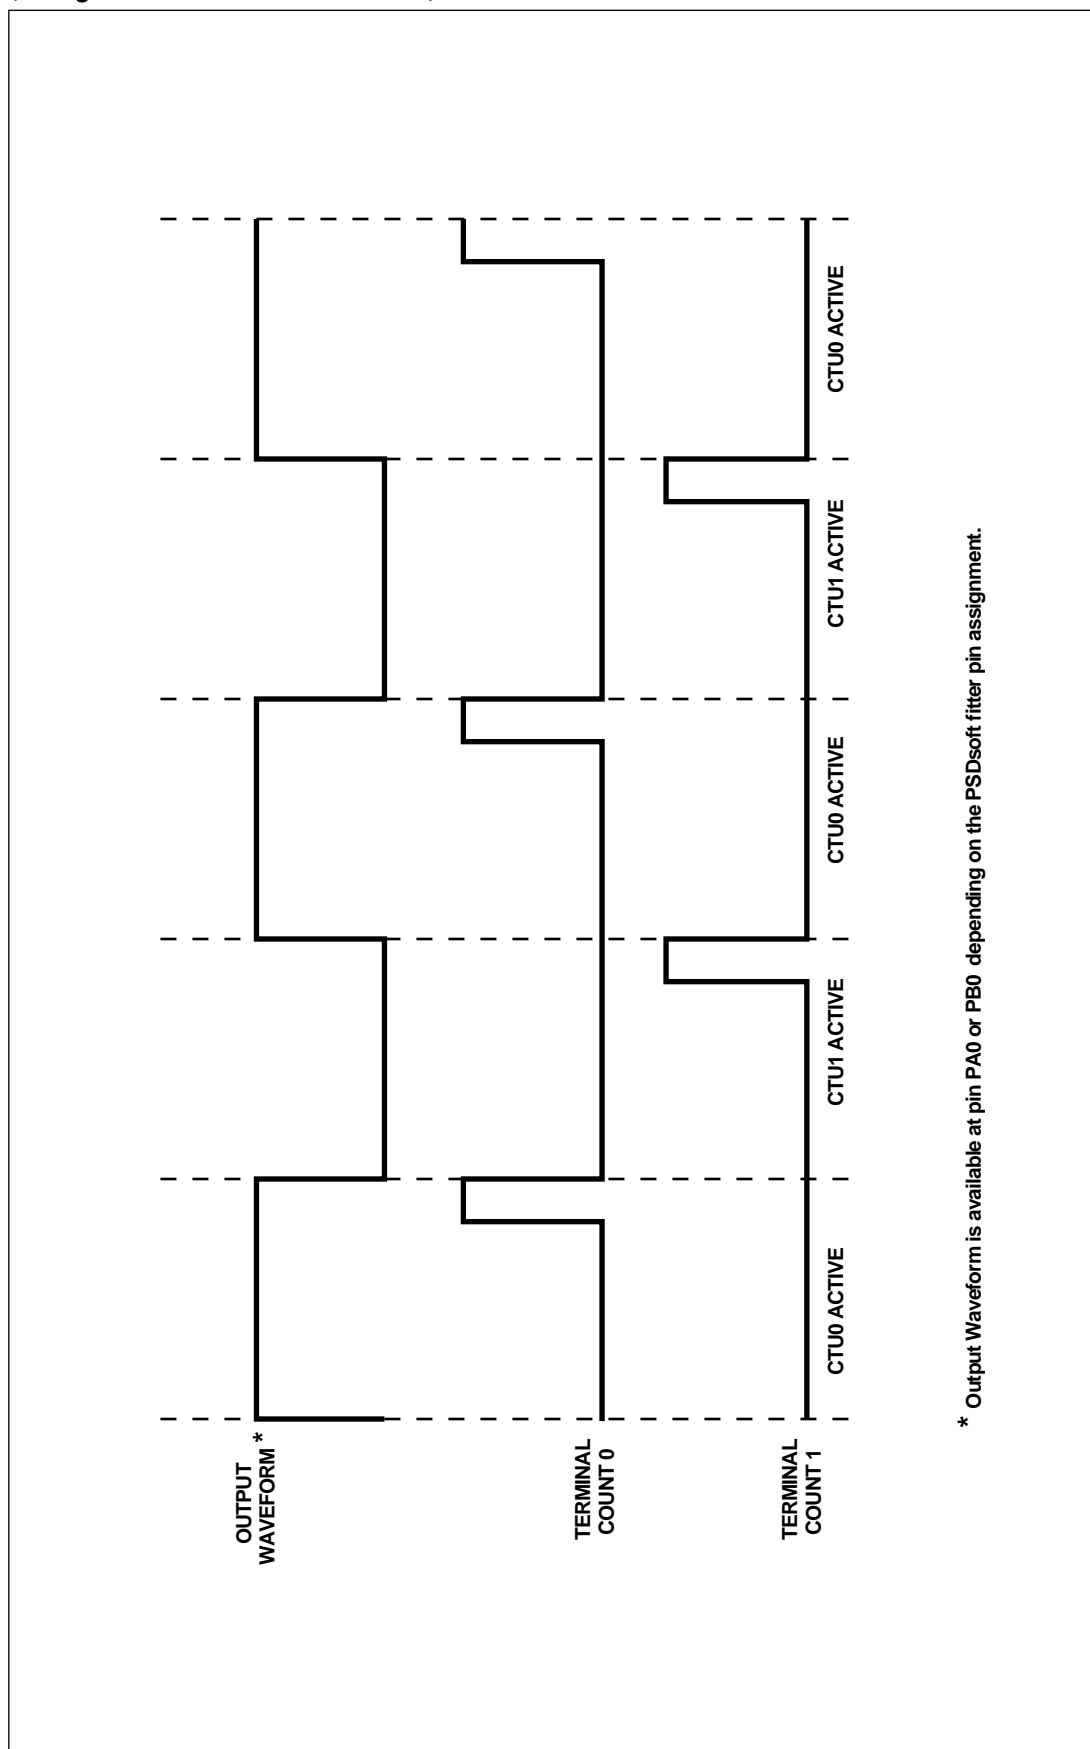 OUTPUT
WAVEFORM *
TERMINAL
COUNT 0
TERMINAL
COUNT 1
CTU0 ACTIVE
CTU1 ACTIVE
CTU0 ACTIVE
CTU1 ACTIVE
CTU0 ACTIVE
* Output Waveform is available at pin PA0 or PB0 depending on the PSDsoft fitter pin assignment.